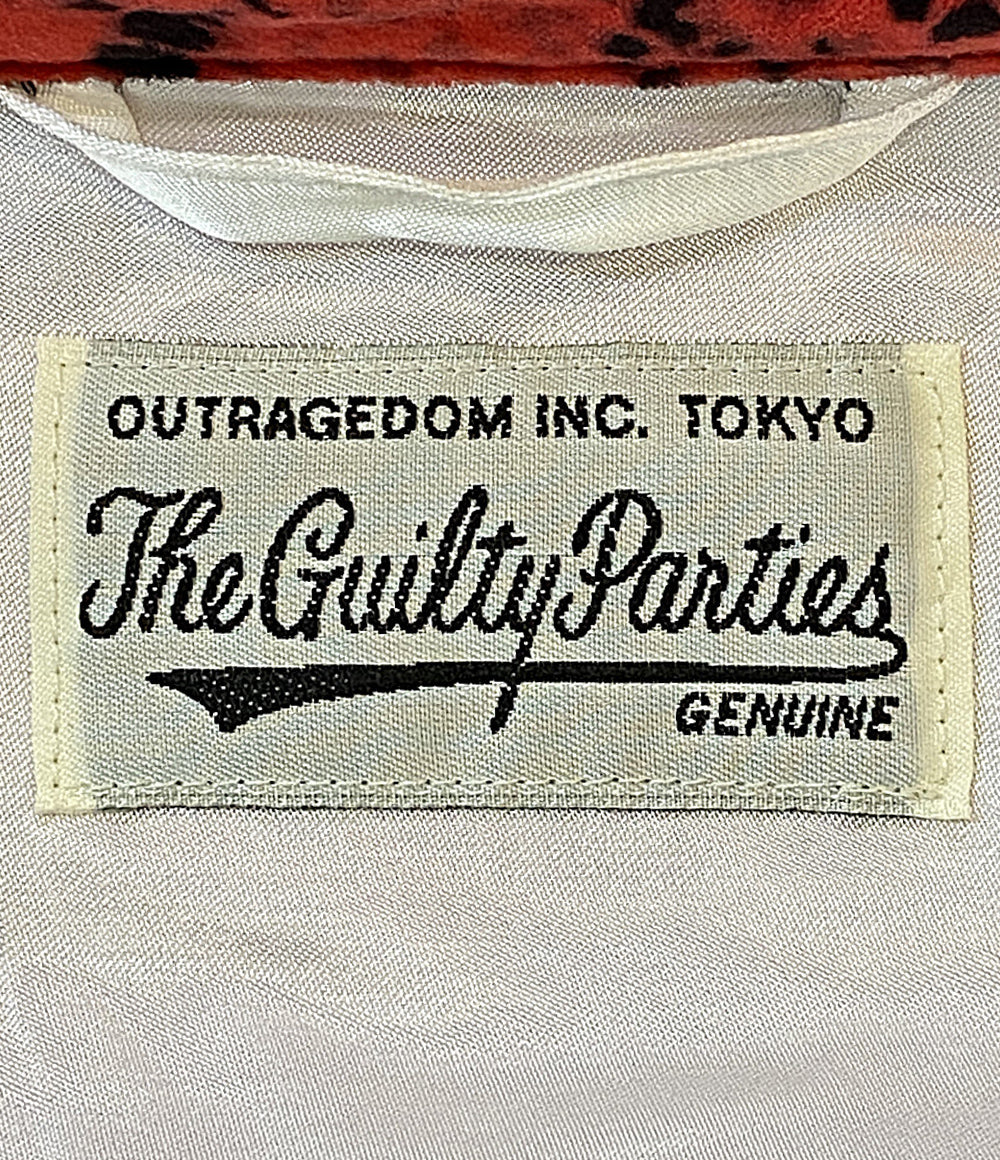 OUTRAGEDOM INC. TOKYO
The Guilty Parties
GENUINE